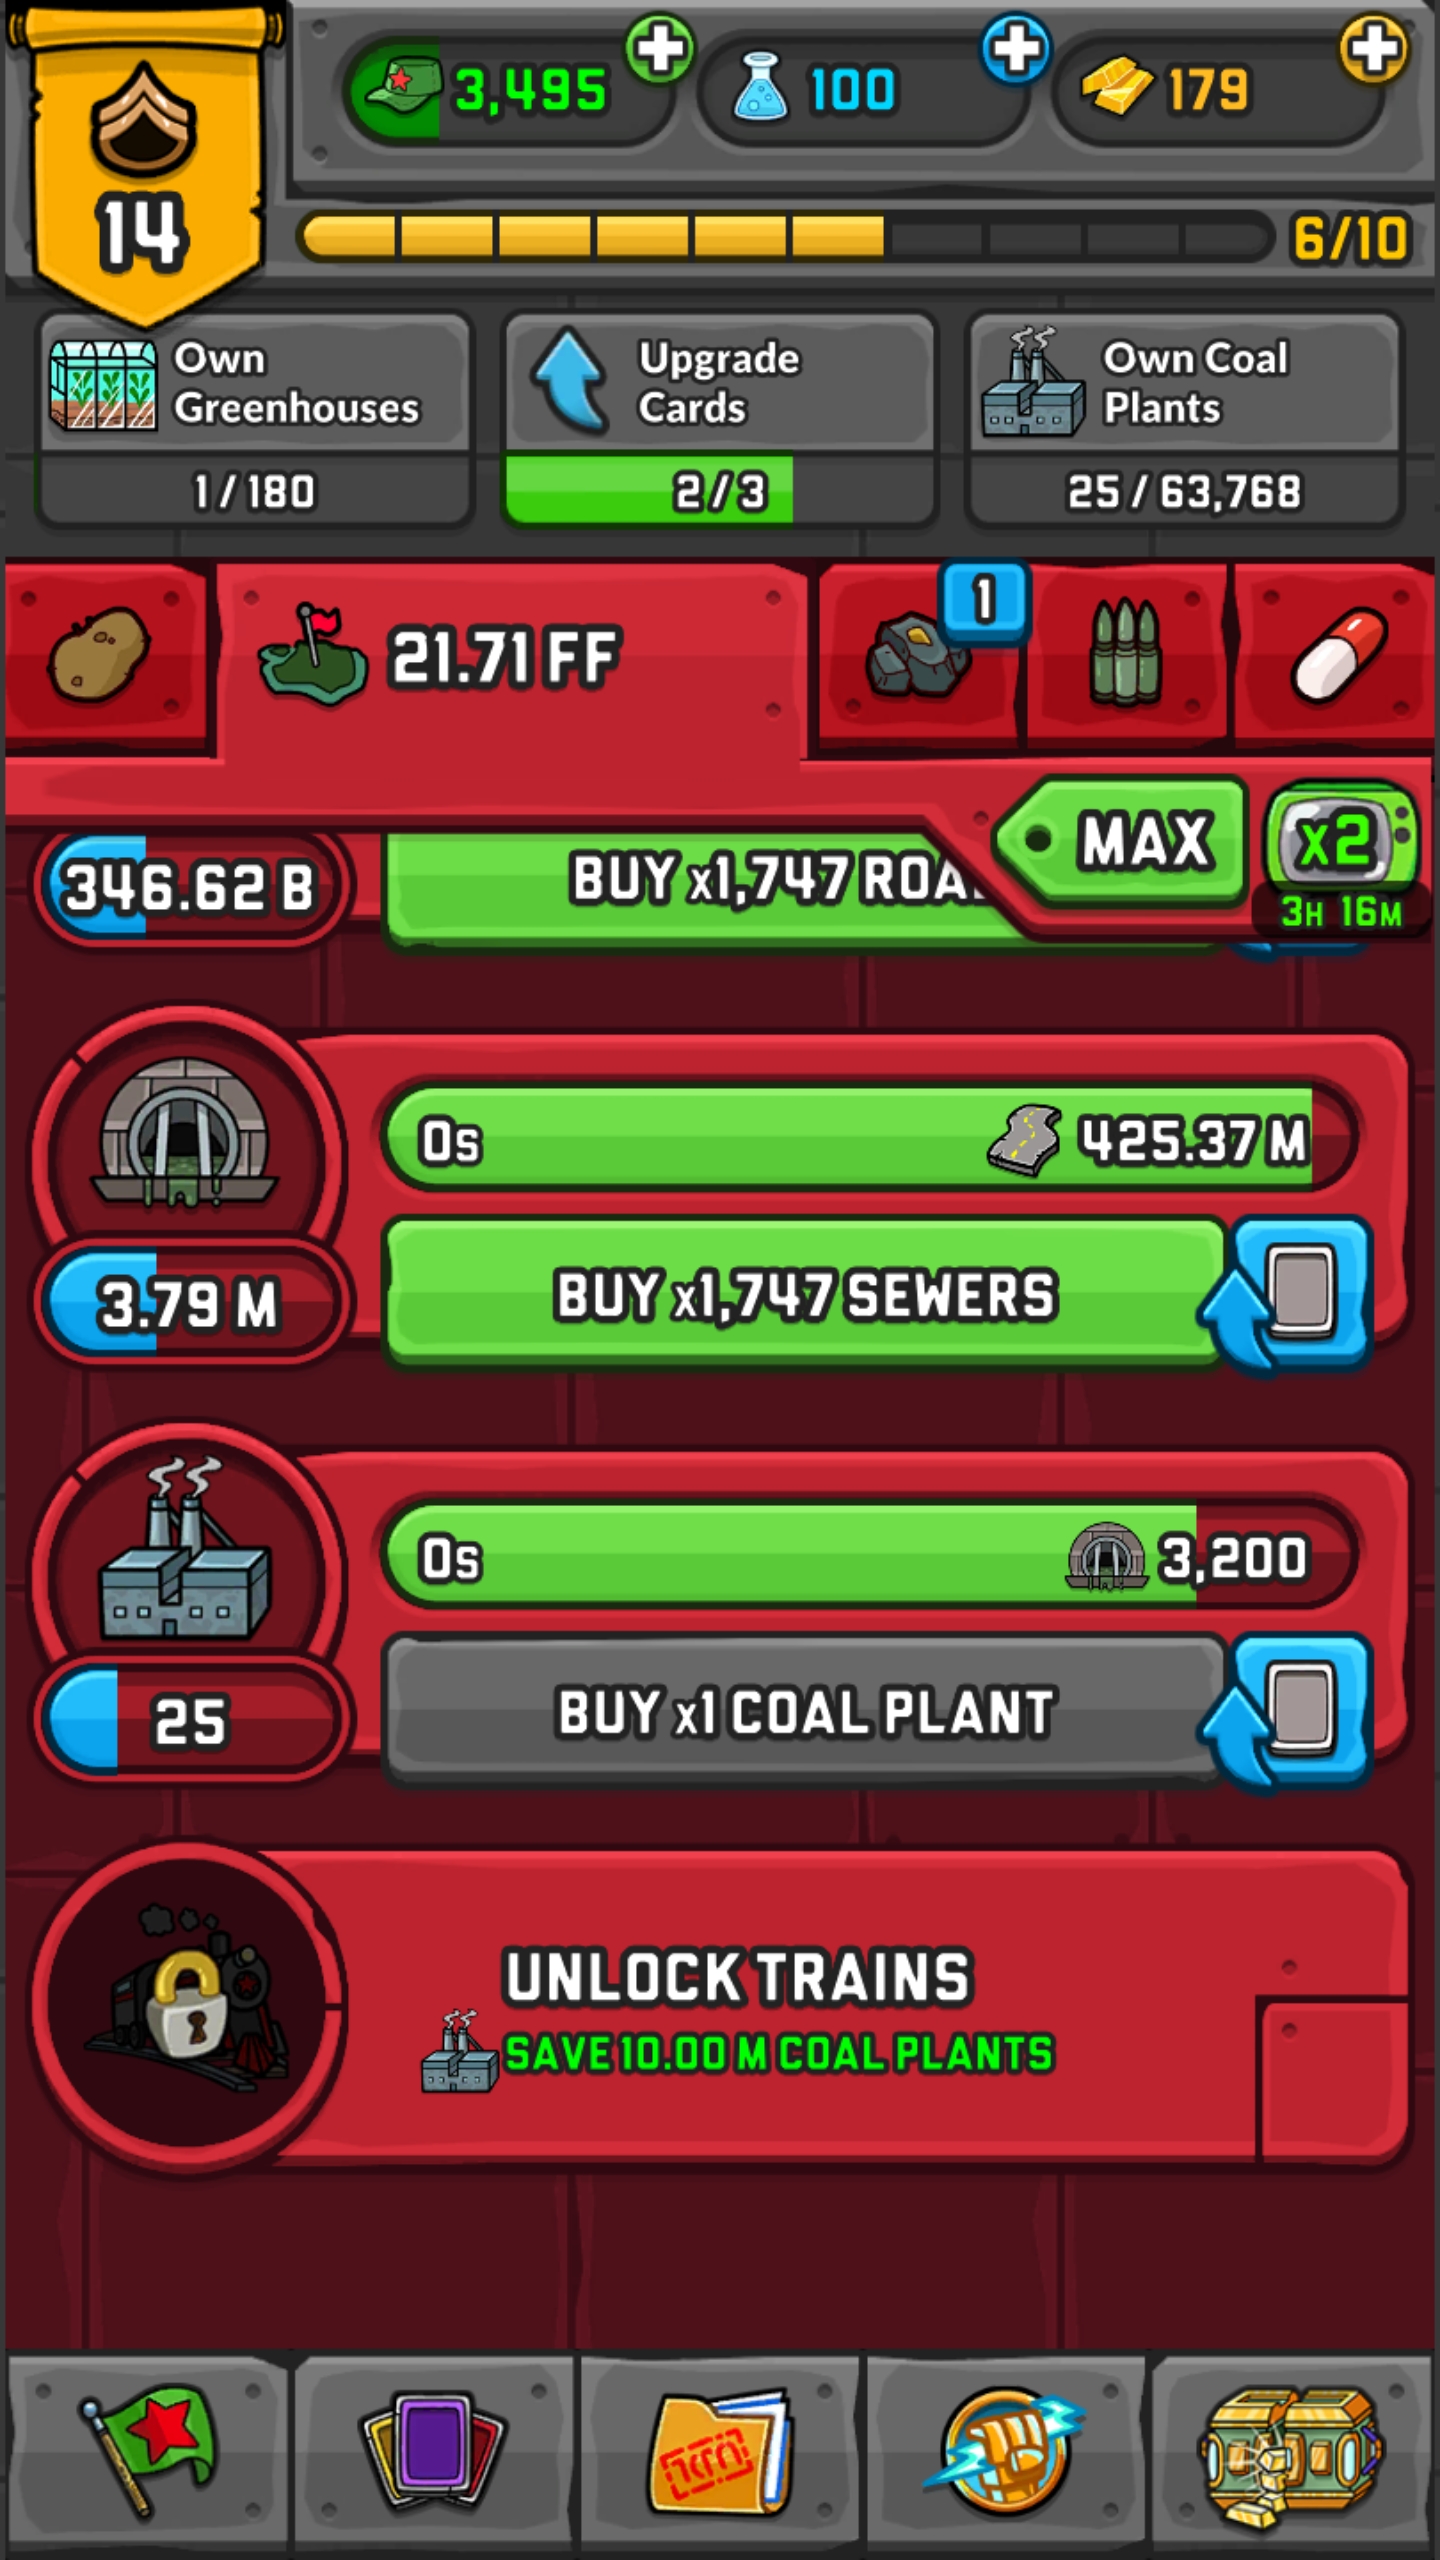 3,495
100
179
14
6/10
Own
Greenhouses
1/180
Upgrade
Cards
2/3
Own Coal
Plants
25/63,768
21.71 FF
1
MAX
x2
3H 16M
346.62 B
BUY x1,747
0s
425.37 M
3.79 M
BUY x1,747 SEWERS
0s
3,200
25
BUY x1 COAL PLANT
UNLOCK TRAINS
SAVE 10.00 M COAL PLANTS